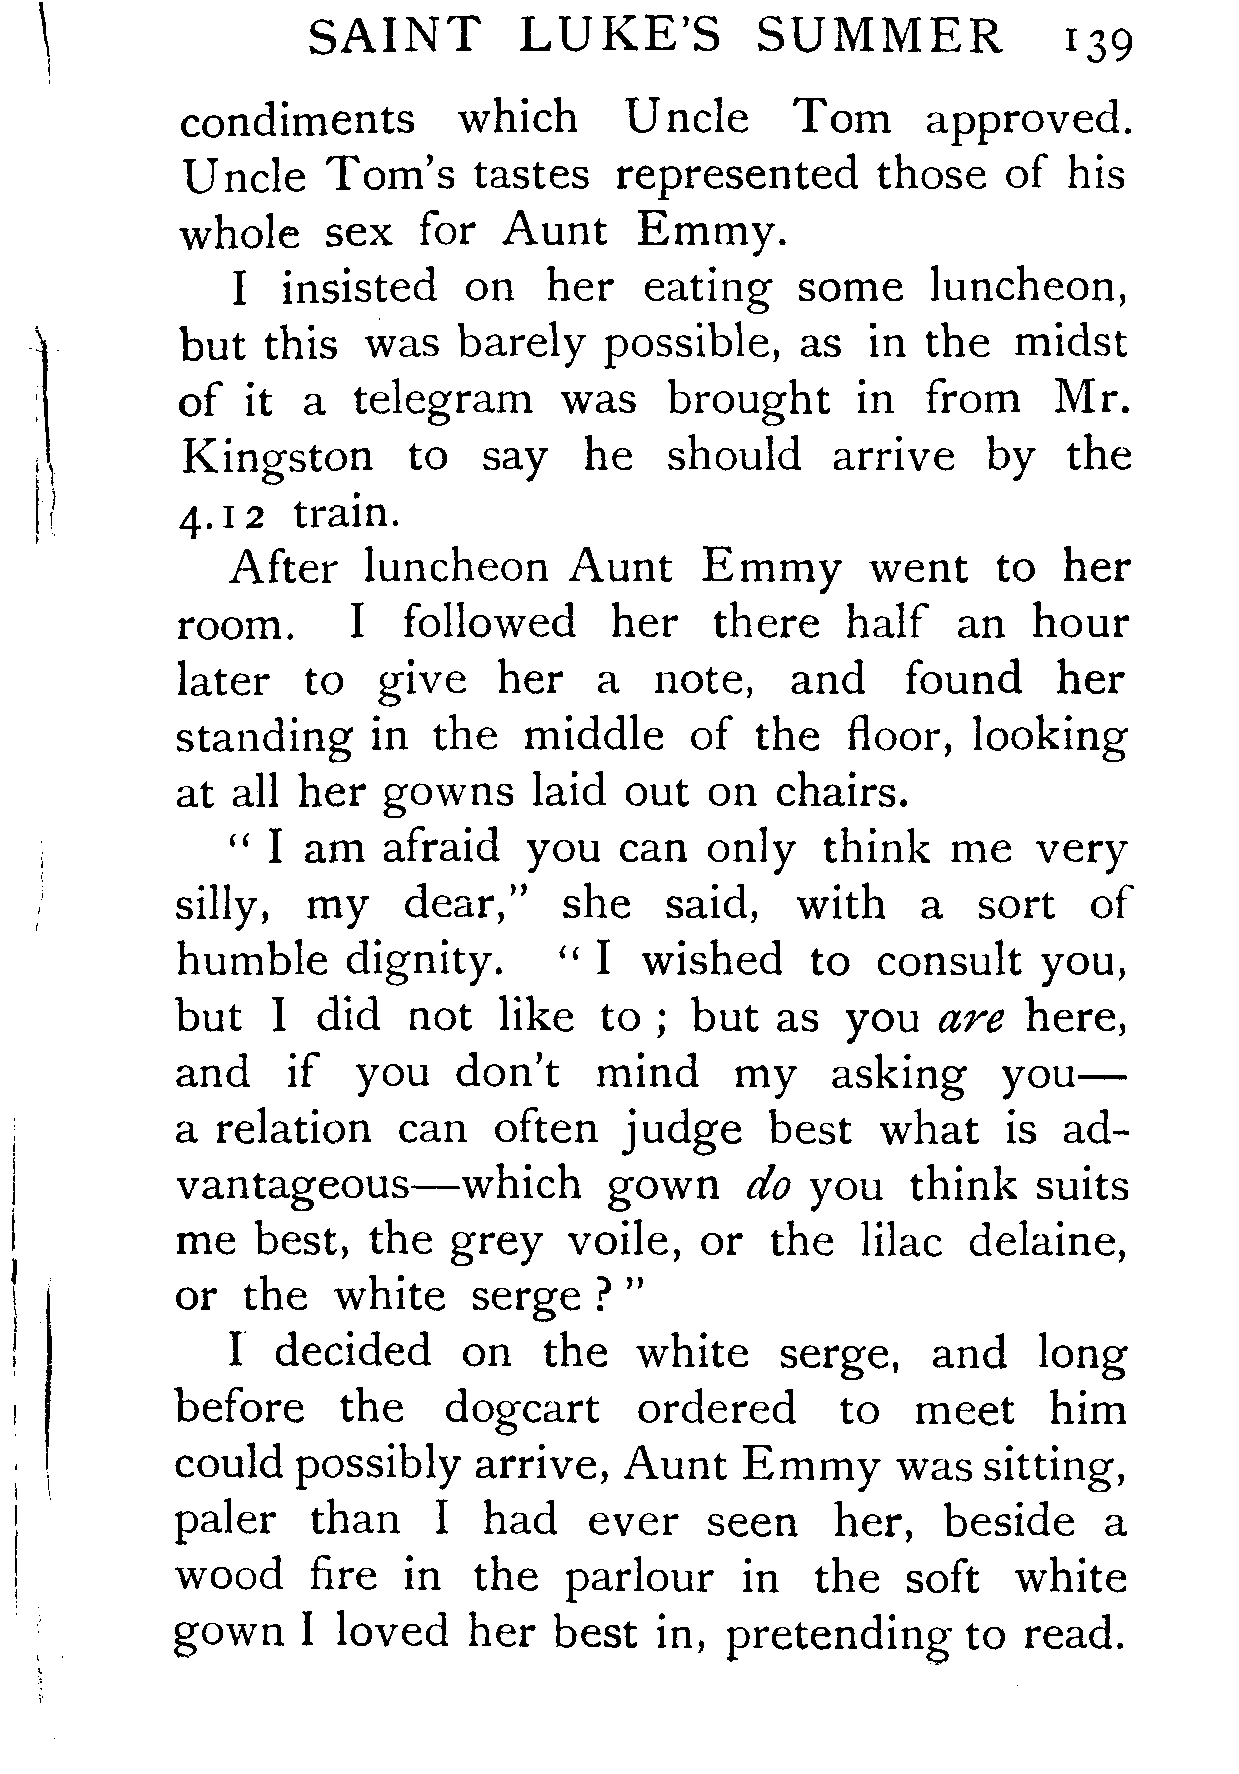 SAINT LUKE'S SUMMER 139
condiments which Uncle Tom approved.
Uncle Tom's tastes represented those of his
whole sex for Aunt Emmy.
I insisted on her eating some luncheon,
but this was barely possible, as in the midst
of it a telegram was brought in from Mr.
Kingston to say he should arrive by the
4.12 train.
After luncheon Aunt Emmy went to her
room. I followed her there half an hour
later to give her a note, and found her
standing in the middle of the floor, looking
at all her gowns laid out on chairs.
" I am afraid you can only think me very
silly, my dear," she said, with a sort of
humble dignity. " I wished to consult you,
but I did not like to ; but as you are here,
and if you don't mind my asking you—
a relation can often judge best what is ad-
vantageous—which gown do you think suits
me best, the grey voile, or the lilac delaine,
or the white serge ? "
I decided on the white serge, and long
before the dogcart ordered to meet him
could possibly arrive, Aunt Emmy was sitting,
paler than I had ever seen her, beside a
wood fire in the parlour in the soft white
gown I loved her best in, pretending to read.